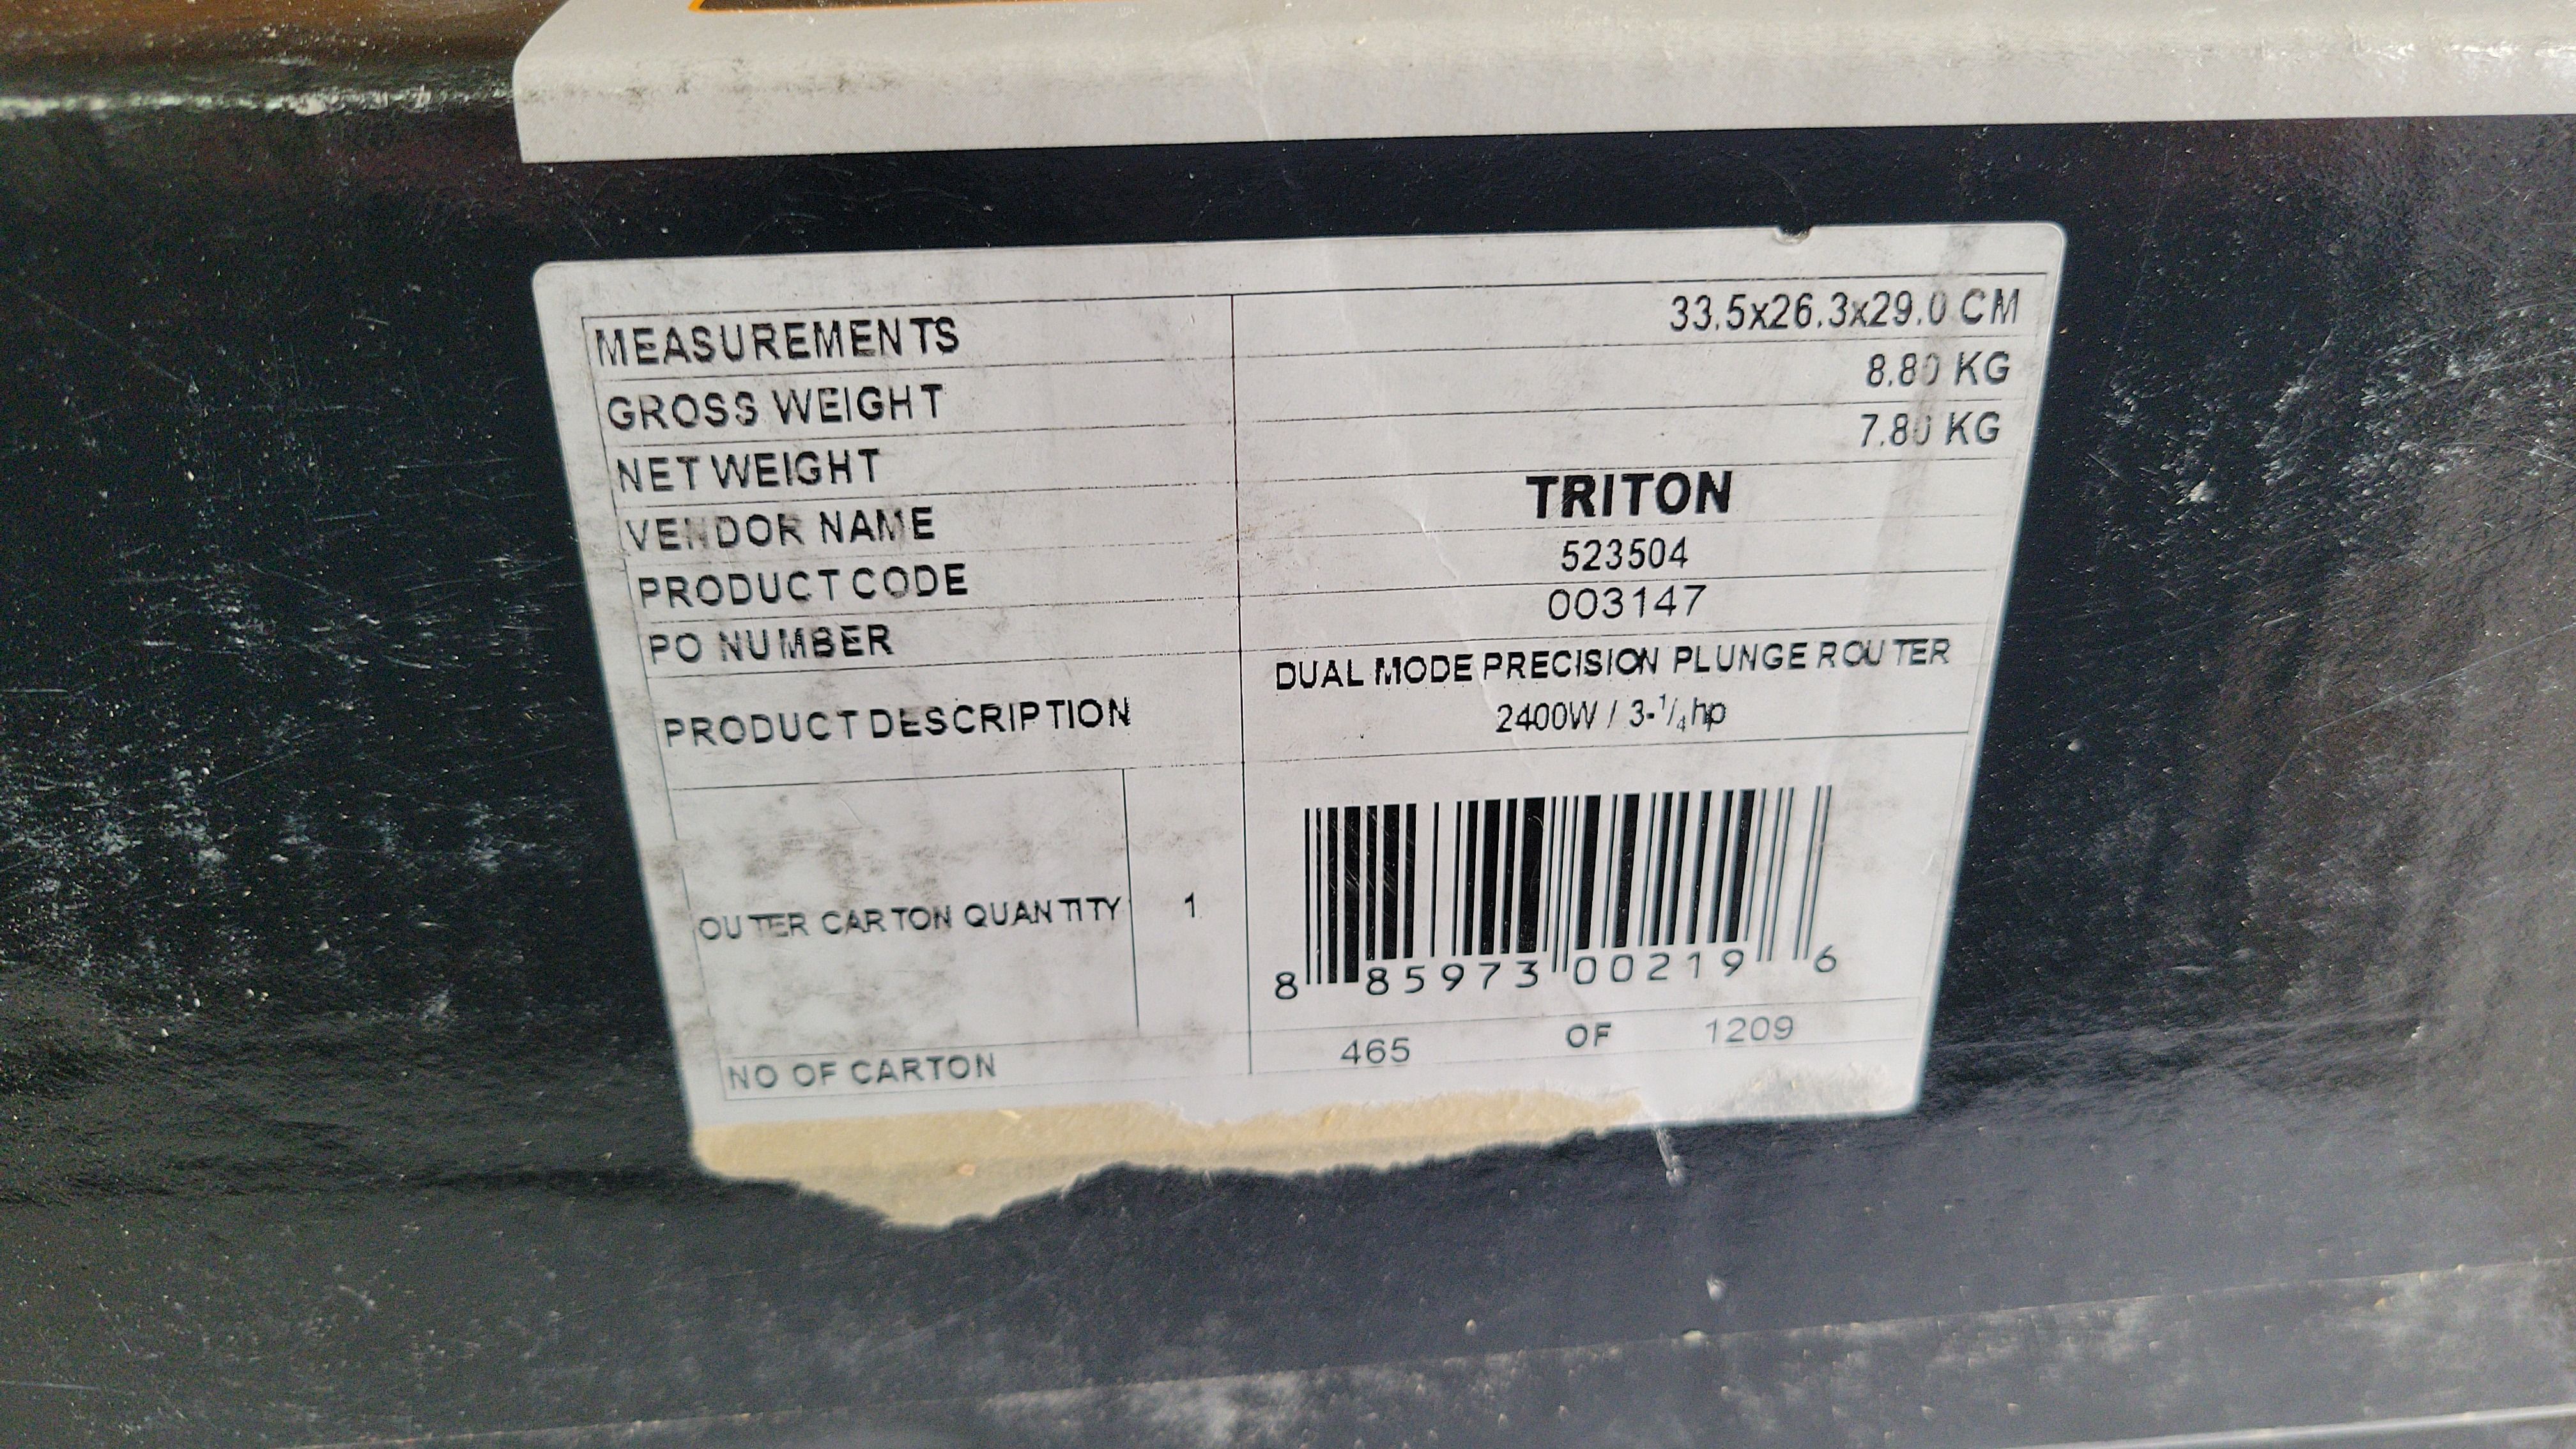 MEASUREMENTS 33.5x26.3x29.0 CM
GROSS WEIGHT 8.80 KG
NET WEIGHT 7.80 KG
VENDOR NAME TRITON
PRODUCT CODE 523504
PO NUMBER 003147
PRODUCT DESCRIPTION DUAL MODE PRECISION PLUNGE ROUTER
2400W / 3-1/4hp
OUTER CARTON QUANTITY 1
8 85973 00219 6
NO OF CARTON 465 OF 1209